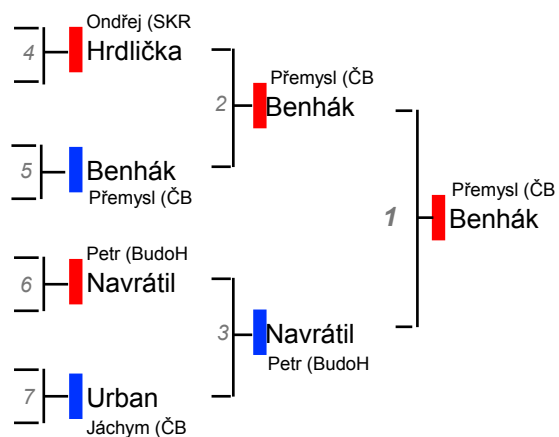 Ondřej (SKR
4
Hrdlička
5
Benhák
Přemysl (ČB
Petr (BudoH
6
Navrátil
7
Urban
Jáchym (ČB
Přemysl (ČB
2
Benhák
3
Navrátil
Petr (BudoH
1
Přemysl (ČB
Benhák